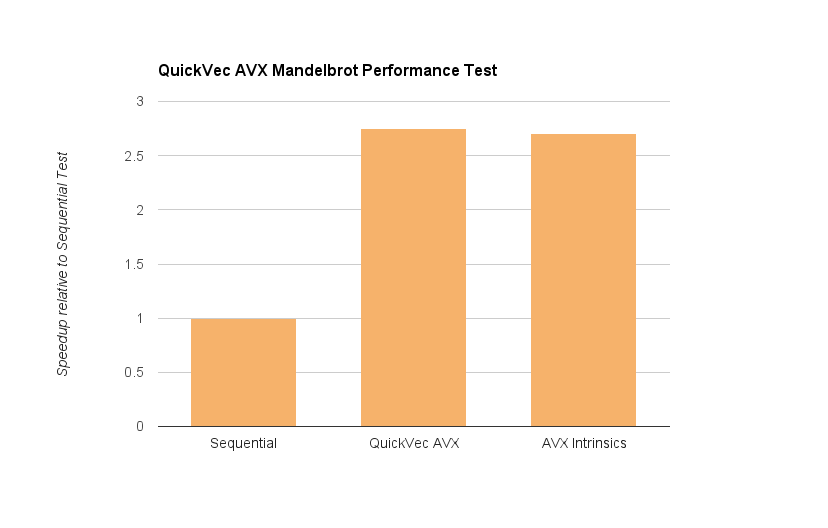 QuickVec AVX Mandelbrot Performance Test
Speedup relative to Sequential Test
3
2.5
2
1.5
1
0.5
0
Sequential
QuickVec AVX
AVX Intrinsics